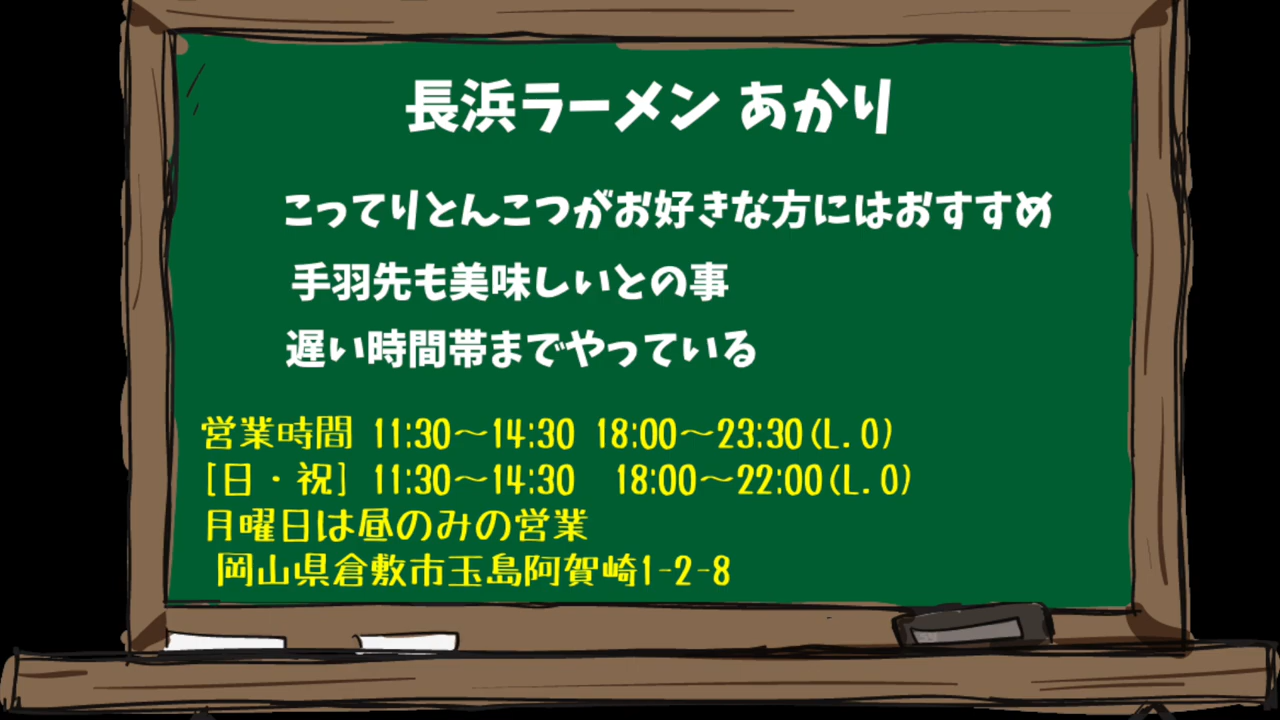 長浜ラーメン あかり
こってりとんこつがお好きな方にはおすすめ
手羽先も美味しいとの事
遅い時間帯までやっている
営業時間 11:30～14:30 18:00～23:30(L.O)
[日・祝] 11:30～14:30 18:00～22:00(L.O)
月曜日は昼のみの営業
岡山県倉敷市玉島阿賀崎1-2-8